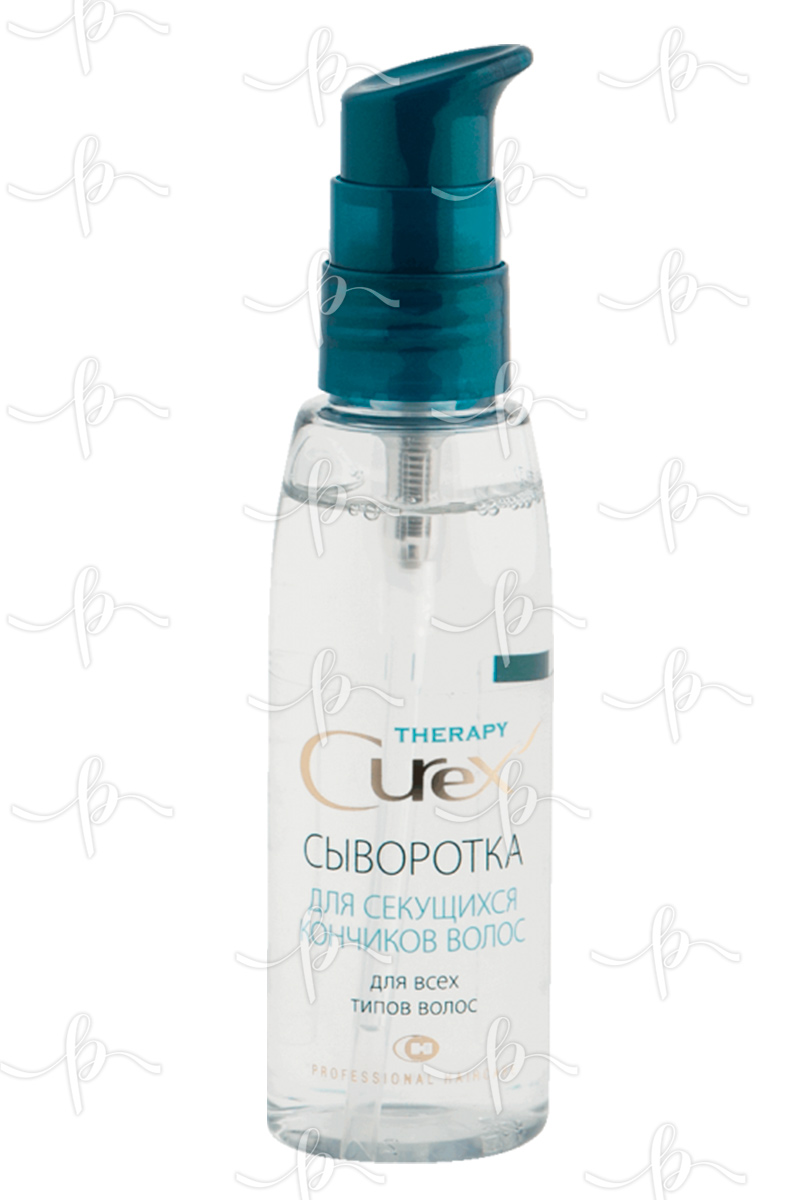 THERAPY
Curex
СЫВОРОТКА
ДЛЯ СЕКУЩИХСЯ
КОНЧИКОВ ВОЛОС
ДЛЯ ВСЕХ
ТИПОВ ВОЛОС
PROFESSIONAL